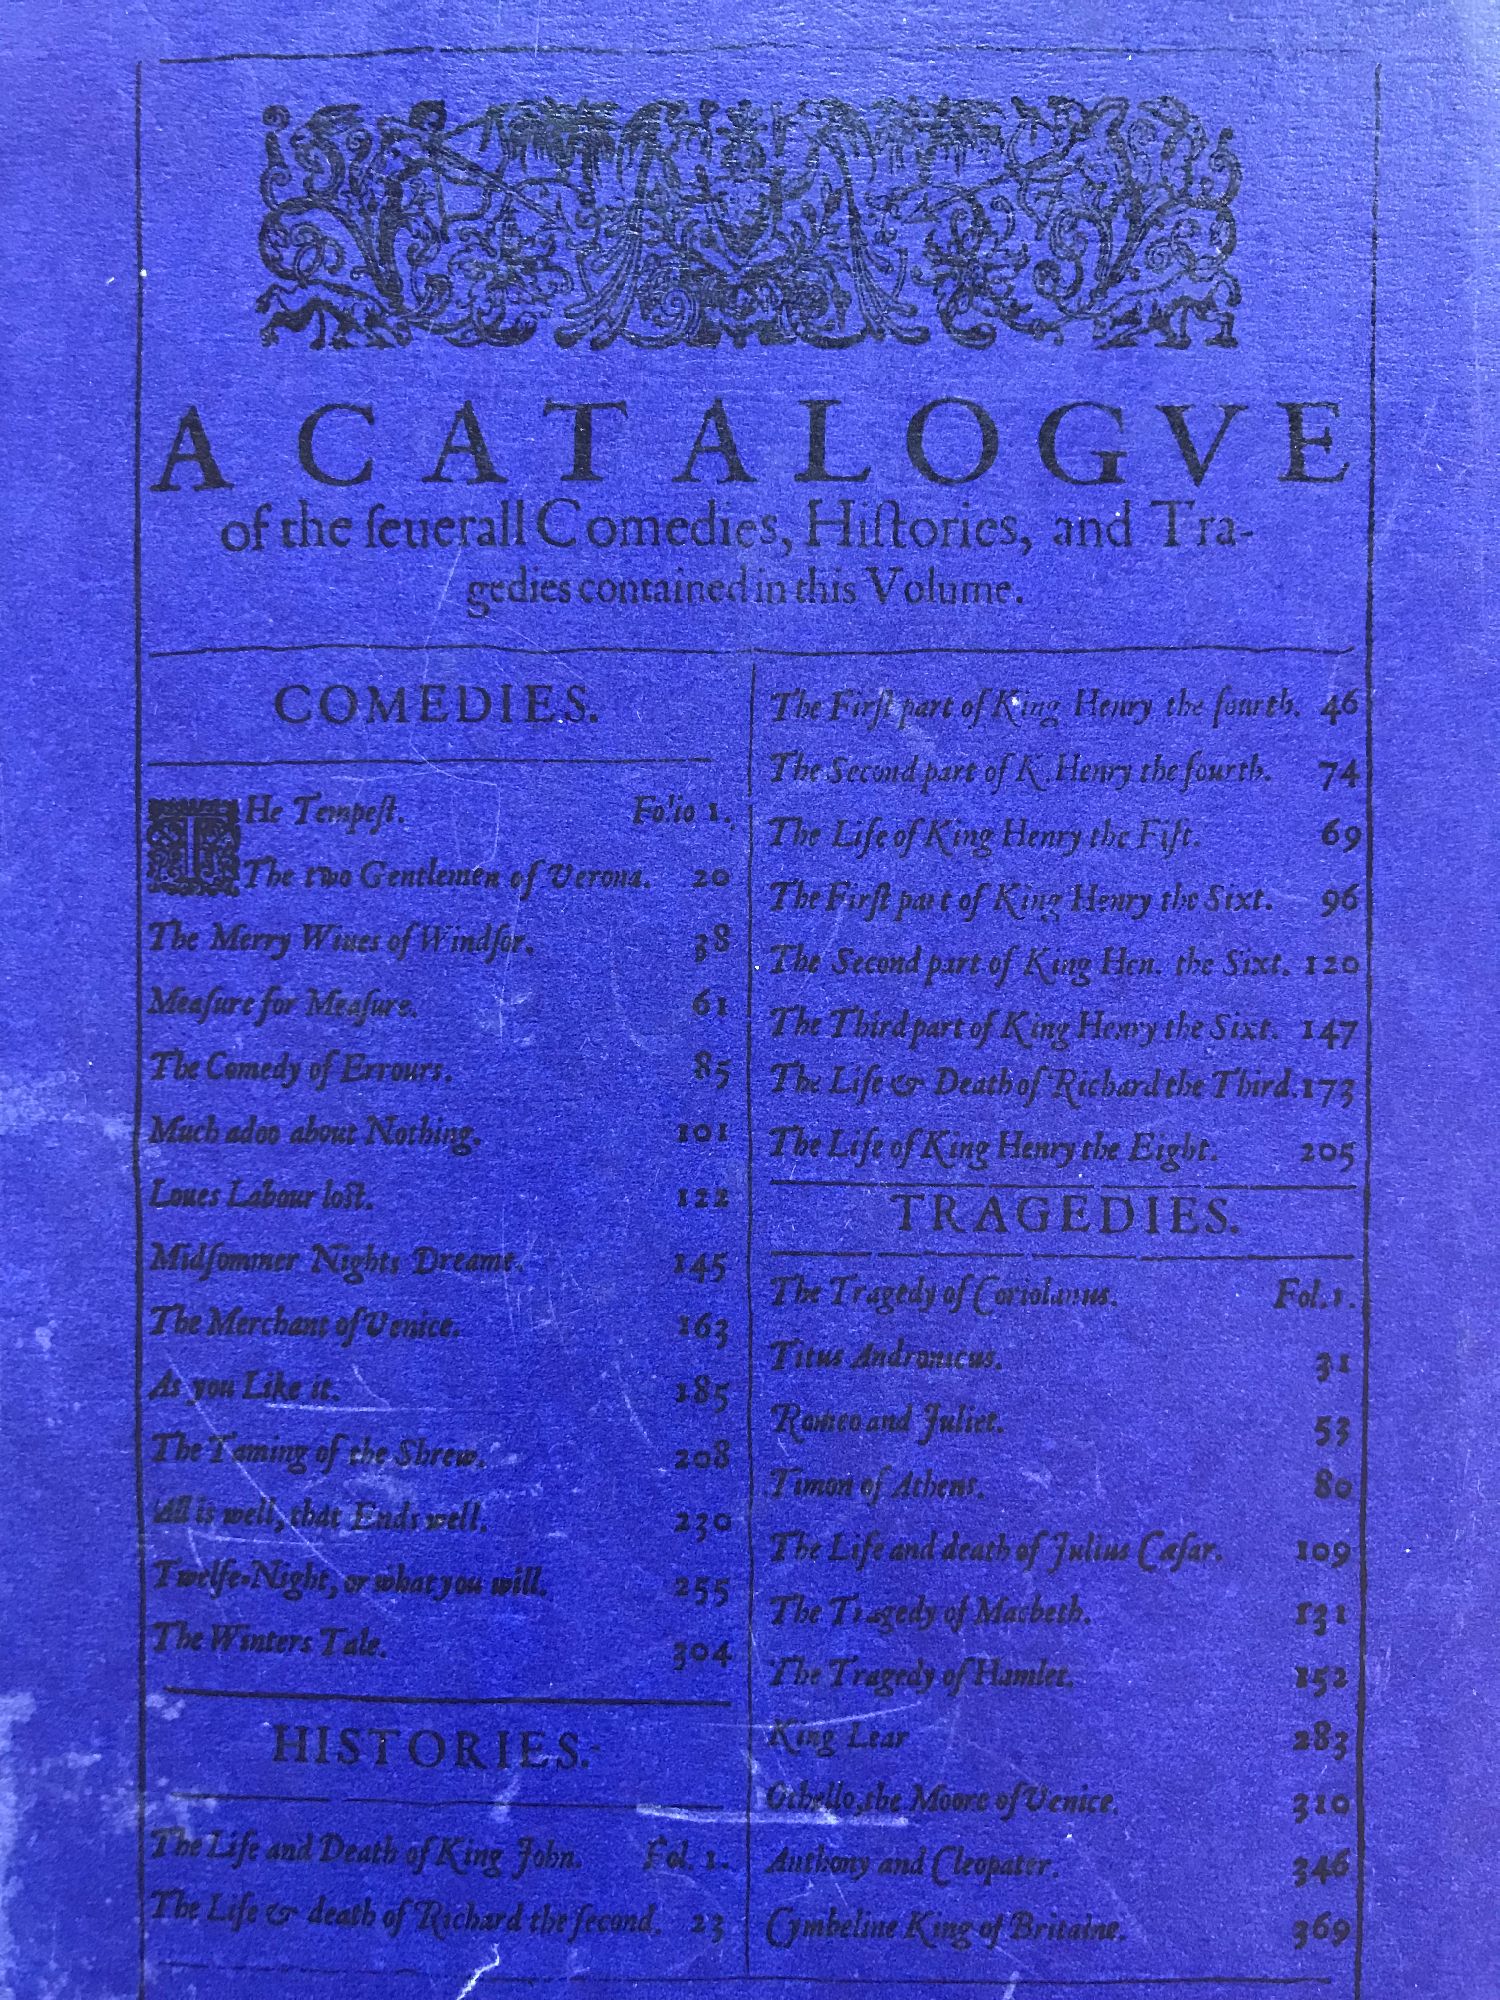 A CATALOGVE
of the ſeuerall Comedies, Hiſtories, and Tra-
gedies contained in this Volume.
COMEDIES.
THe Tempeſt. Folio 1.
The two Gentlemen of Verona. 20
The Merry Wiues of Windſor. 38
Meaſure for Meaſure. 61
The Comedy of Errours. 85
Much adoo about Nothing. 101
Loues Labour loſt. 122
Midſommer Nights Dreame. 145
The Merchant of Venice. 163
As you Like it. 185
The Taming of the Shrew. 208
All is well, that Ends well. 230
Twelfe-Night, or what you will. 255
The Winters Tale. 304
HISTORIES.
The Life and Death of King John. Fol. 1.
The Life & death of Richard the ſecond. 23
The Firſt part of King Henry the fourth. 46
The Second part of K. Henry the fourth. 74
The Life of King Henry the Fift. 69
The Firſt part of King Henry the Sixt. 96
The Second part of King Hen. the Sixt. 120
The Third part of King Henry the Sixt. 147
The Life & Death of Richard the Third. 173
The Life of King Henry the Eight. 205
TRAGEDIES.
The Tragedy of Coriolanus. Fol. 1.
Titus Andronicus. 31
Romeo and Juliet. 53
Timon of Athens. 80
The Life and death of Julius Cæſar. 109
The Tragedy of Macbeth. 131
The Tragedy of Hamlet. 152
King Lear 283
Othello, the Moore of Venice. 310
Anthony and Cleopater. 346
Cymbeline King of Britaine. 369